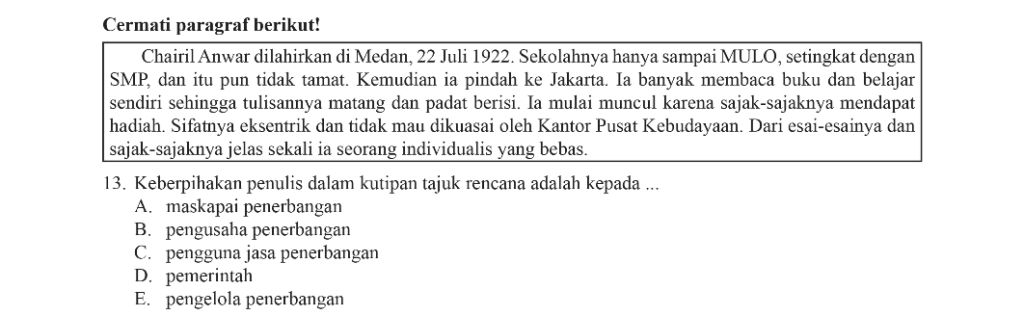 Cermati paragraf berikut!
Chairil Anwar dilahirkan di Medan, 22 Juli 1922. Sekolahnya hanya sampai MULO, setingkat dengan
SMP, dan itu pun tidak tamat. Kemudian ia pindah ke Jakarta. Ia banyak membaca buku dan belajar
sendiri sehingga tulisannya matang dan padat berisi. Ia mulai muncul karena sajak-sajaknya mendapat
hadiah. Sifatnya eksentrik dan tidak mau dikuasai oleh Kantor Pusat Kebudayaan. Dari esai-esainya dan
sajak-sajaknya jelas sekali ia seorang individualis yang bebas.
13. Keberpihakan penulis dalam kutipan tajuk rencana adalah kepada ...
A. maskapai penerbangan
B. pengusaha penerbangan
C. pengguna jasa penerbangan
D. pemerintah
E. pengelola penerbangan